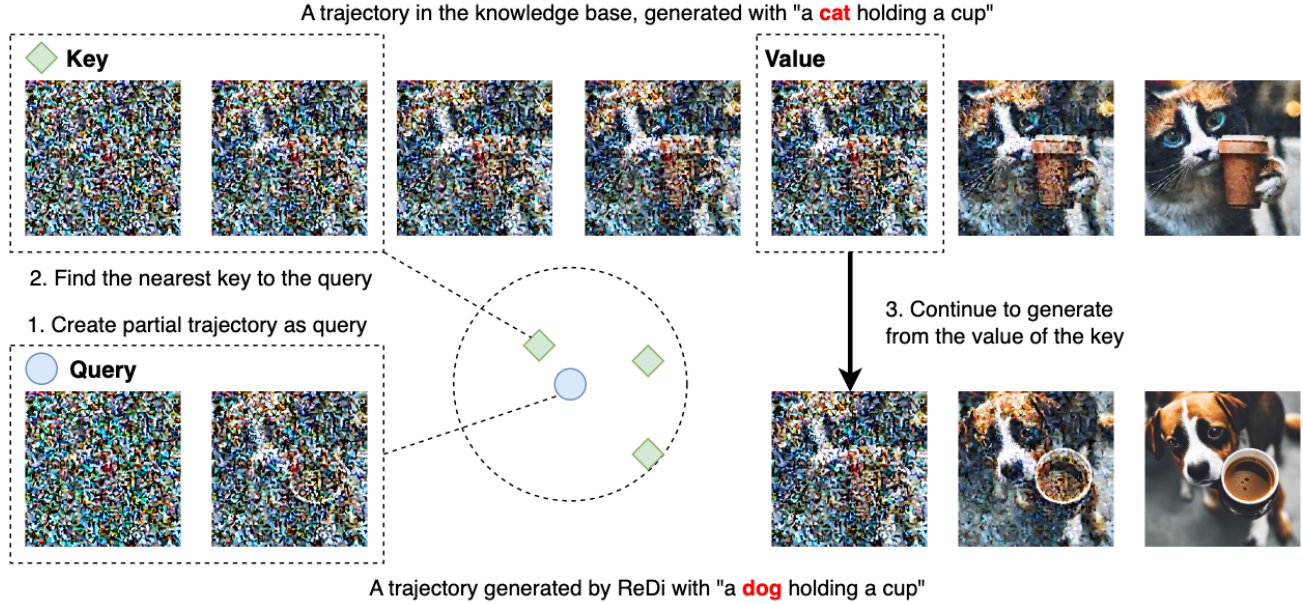 A trajectory in the knowledge base, generated with "a cat holding a cup"
Key
Value
2. Find the nearest key to the query
1. Create partial trajectory as query
3. Continue to generate
from the value of the key
Query
A trajectory generated by ReDi with "a dog holding a cup"